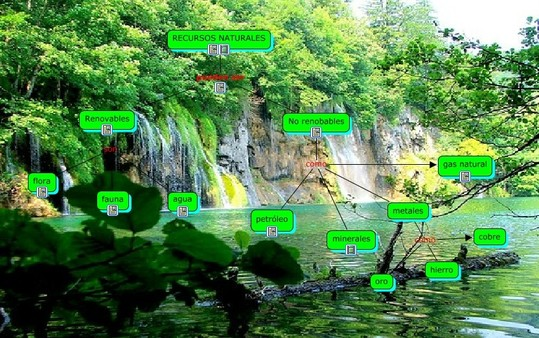 RECURSOS NATURALES
Renovables
No renobables
como
gas natural
flora
fauna
agua
petróleo
metales
minerales
cobre
oro
hierro